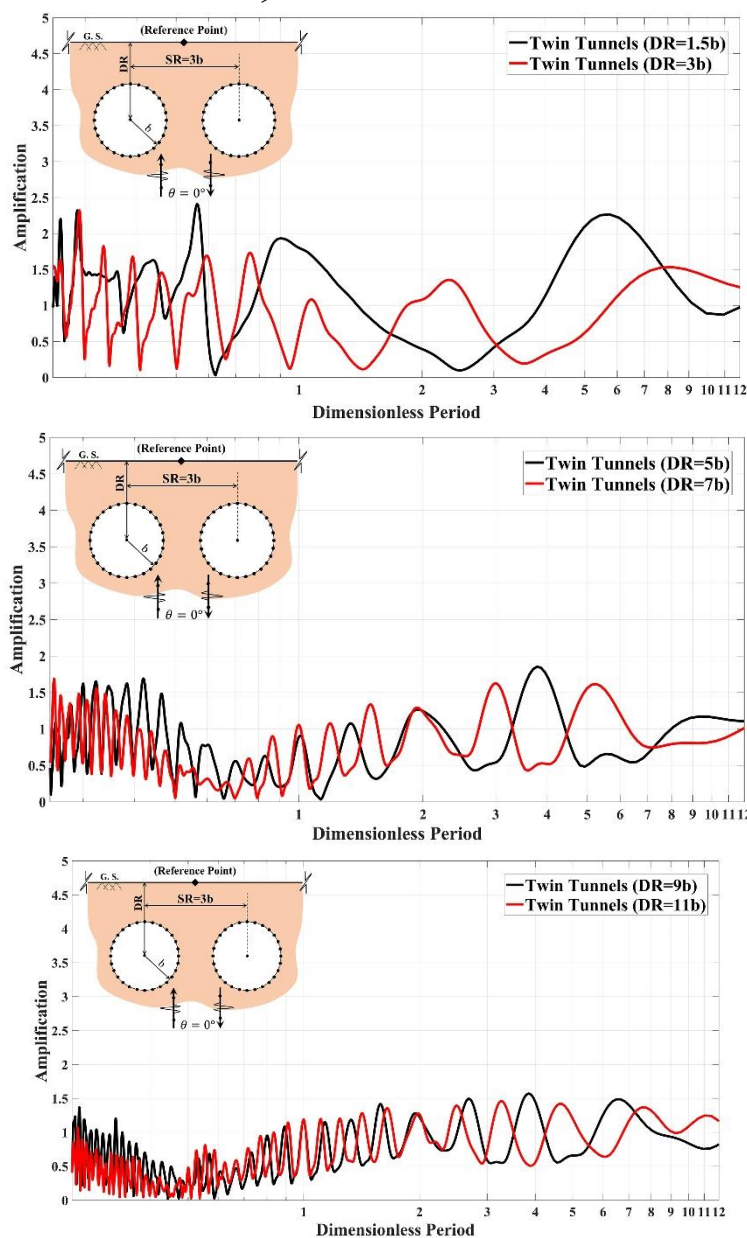 (Reference Point)
G. S.
DR
SR=3b
b
θ = 0°
Twin Tunnels (DR=1.5b)
Twin Tunnels (DR=3b)
Amplification
5
4.5
4
3.5
3
2.5
2
1.5
1
0.5
0
1 2 3 4 5 6 7 8 9 10 11 12
Dimensionless Period
(Reference Point)
G. S.
DR
SR=3b
b
θ = 0°
Twin Tunnels (DR=5b)
Twin Tunnels (DR=7b)
Amplification
5
4.5
4
3.5
3
2.5
2
1.5
1
0.5
0
1 2 3 4 5 6 7 8 9 10 11 12
Dimensionless Period
(Reference Point)
G. S.
DR
SR=3b
b
θ = 0°
Twin Tunnels (DR=9b)
Twin Tunnels (DR=11b)
Amplification
5
4.5
4
3.5
3
2.5
2
1.5
1
0.5
0
1 2 3 4 5 6 7 8 9 10 11 12
Dimensionless Period